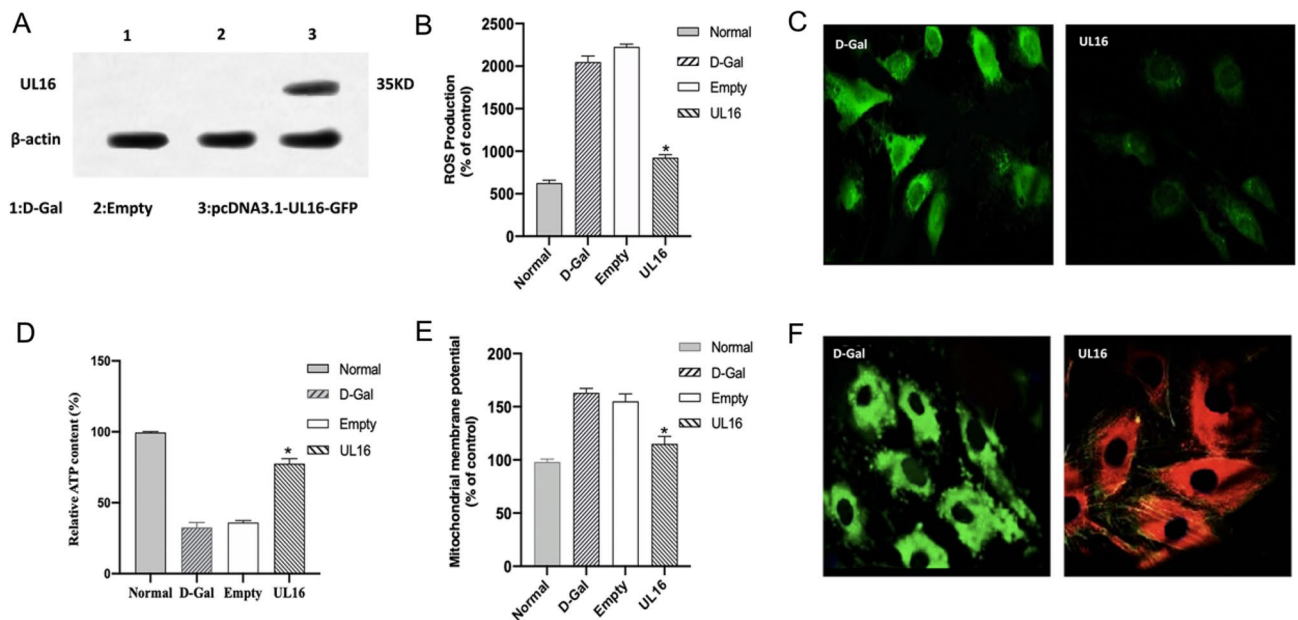 A
1 2 3
UL16 35KD
β-actin
1:D-Gal 2:Empty 3:pcDNA3.1-UL16-GFP
B
ROS Production
(% of control)
2500
2000
1500
1000
500
0
Normal D-Gal Empty UL16
*
Normal
D-Gal
Empty
UL16
C
D-Gal
UL16
D
Relative ATP content (%)
150
100
50
0
Normal D-Gal Empty UL16
*
Normal
D-Gal
Empty
UL16
E
Mitochondrial membrane potential
(% of control)
200
150
100
50
0
Normal D-Gal Empty UL16
*
Normal
D-Gal
Empty
UL16
F
D-Gal
UL16